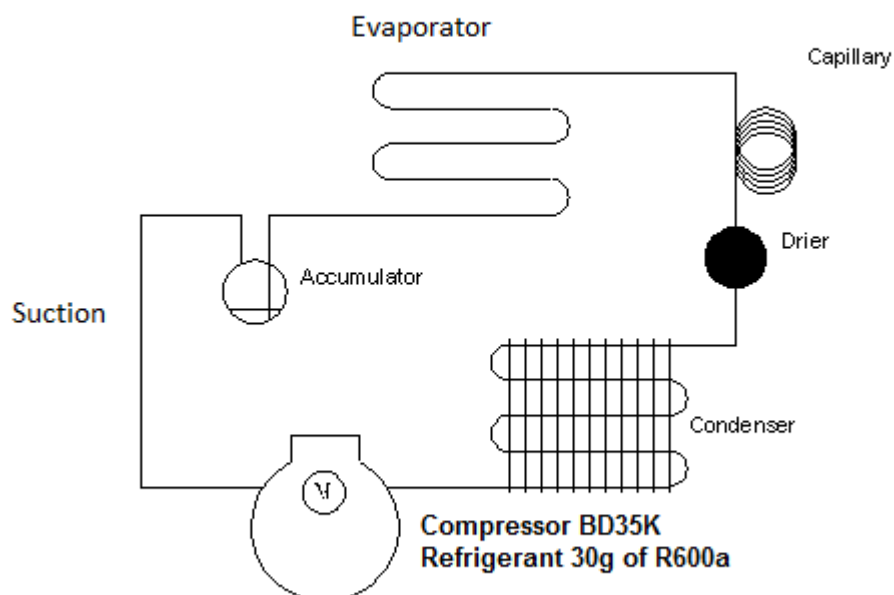 Evaporator
Capillary
Drier
Accumulator
Suction
Condenser
M
Compressor BD35K
Refrigerant 30g of R600a